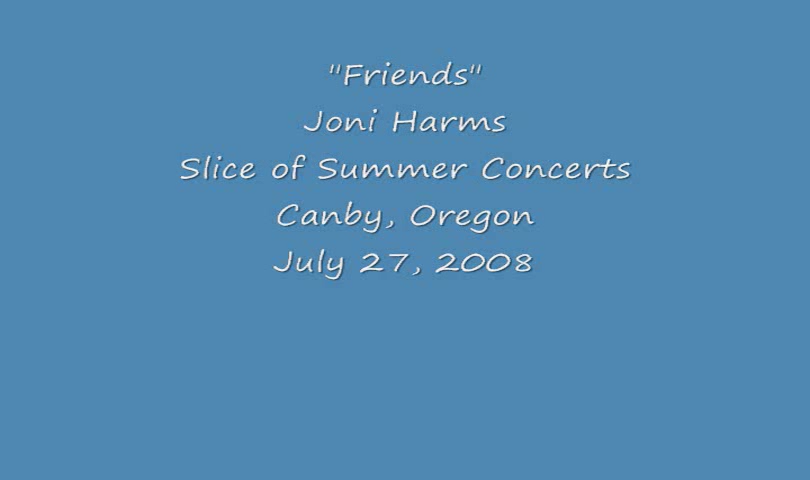 "Friends"
Joni Harms
Slice of Summer Concerts
Canby, Oregon
July 27, 2008